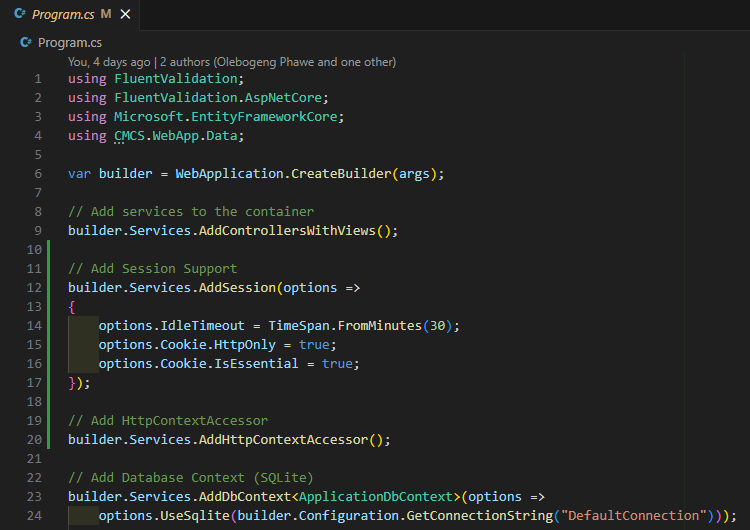 C# Program.cs M ✕
C# Program.cs
You, 4 days ago | 2 authors (Olebogeng Phawe and one other)
1 using FluentValidation;
2 using FluentValidation.AspNetCore;
3 using Microsoft.EntityFrameworkCore;
4 using CMCS.WebApp.Data;
5
6 var builder = WebApplication.CreateBuilder(args);
7
8 // Add services to the container
9 builder.Services.AddControllersWithViews();
10
11 // Add Session Support
12 builder.Services.AddSession(options =>
13 {
14     options.IdleTimeout = TimeSpan.FromMinutes(30);
15     options.Cookie.HttpOnly = true;
16     options.Cookie.IsEssential = true;
17 });
18
19 // Add HttpContextAccessor
20 builder.Services.AddHttpContextAccessor();
21
22 // Add Database Context (SQLite)
23 builder.Services.AddDbContext<ApplicationDbContext>(options =>
24     options.UseSqlite(builder.Configuration.GetConnectionString("DefaultConnection")));